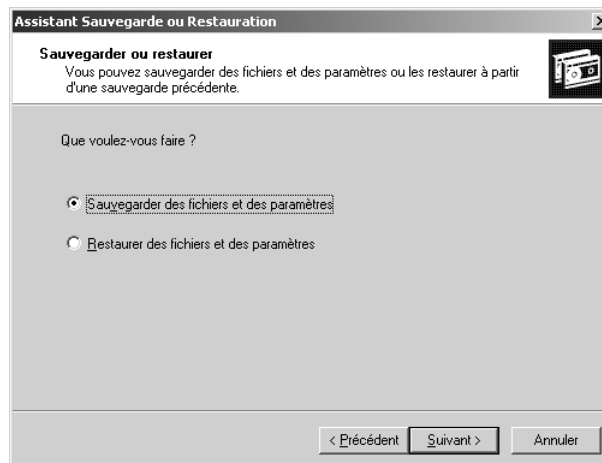 Assistant Sauvegarde ou Restauration
Sauvegarder ou restaurer
Vous pouvez sauvegarder des fichiers et des paramètres ou les restaurer à partir
d'une sauvegarde précédente.
Que voulez-vous faire ?
Sauvegarder des fichiers et des paramètres
Restaurer des fichiers et des paramètres
< Précédent
Suivant >
Annuler